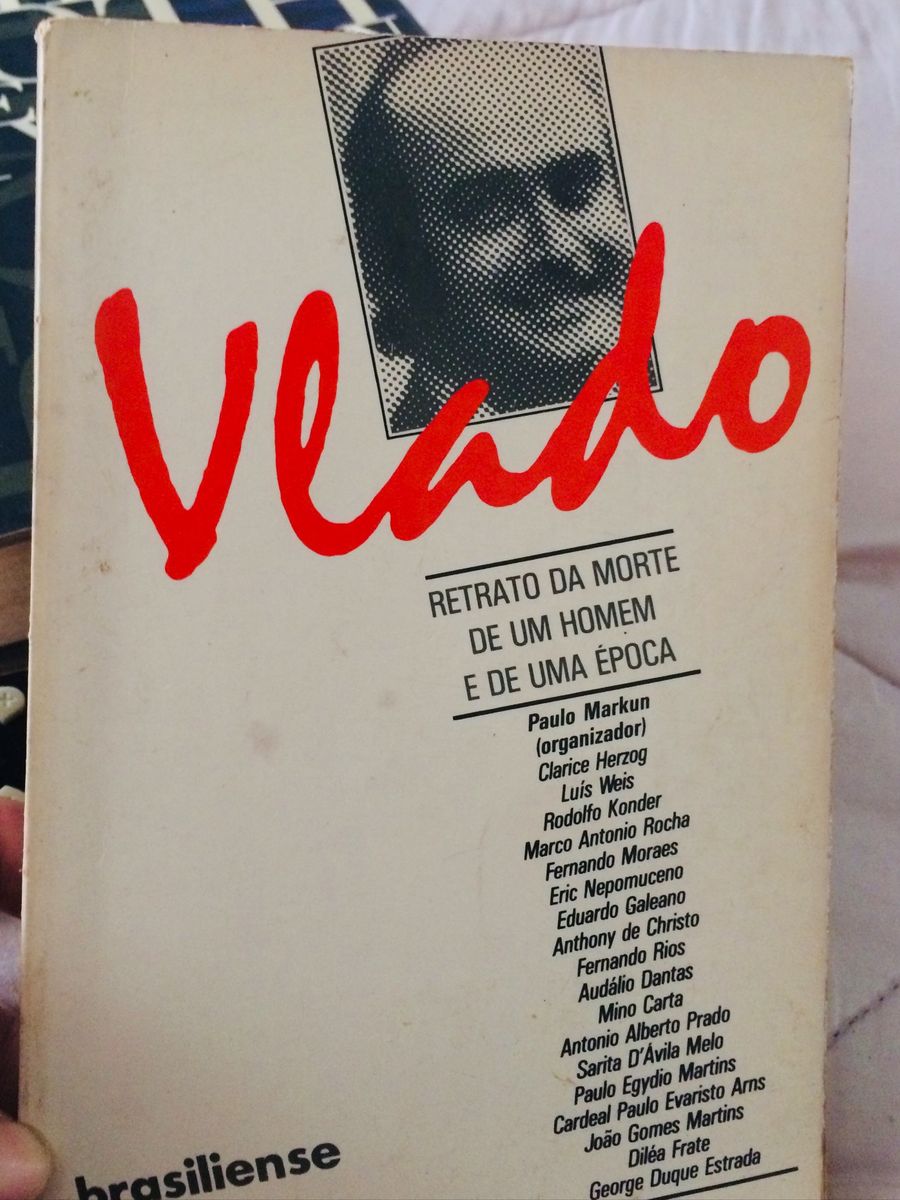 Vlado
RETRATO DA MORTE
DE UM HOMEM
E DE UMA ÉPOCA
Paulo Markun
(organizador)
Clarice Herzog
Luís Weis
Rodolfo Konder
Marco Antonio Rocha
Fernando Moraes
Eric Nepomuceno
Eduardo Galeano
Anthony de Christo
Fernando Rios
Audálio Dantas
Mino Carta
Antonio Alberto Prado
Sarita D'Ávila Melo
Paulo Egydio Martins
Cardeal Paulo Evaristo Arns
João Gomes Martins
Diléa Frate
George Duque Estrada
brasiliense